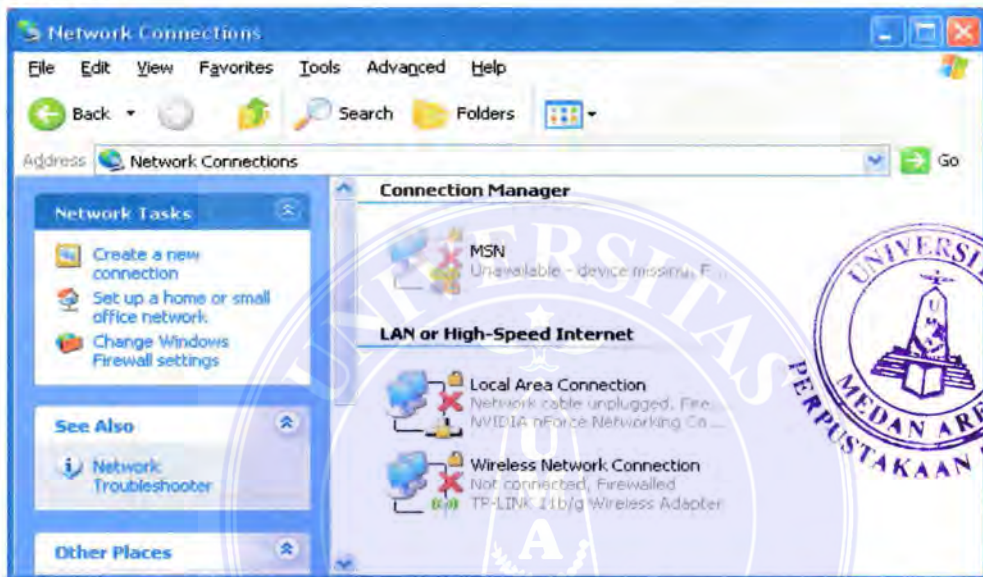 Network Connections
File Edit View Favorites Tools Advanced Help
Back Search Folders
Address Network Connections Go
Network Tasks
Create a new
connection
Set up a home or small
office network
Change Windows
Firewall settings
See Also
Network
Troubleshooter
Other Places
Connection Manager
MSN
Unavailable - device missing, F...
LAN or High-Speed Internet
Local Area Connection
Network cable unplugged, Fire...
NVIDIA nForce Networking Co...
Wireless Network Connection
Not connected, Firewalled
TP-LINK 11b/g Wireless Adapter
UNIVERSITAS
U
A
UNIVERSI
MEDAN ARE
PERPUSTAKAAN